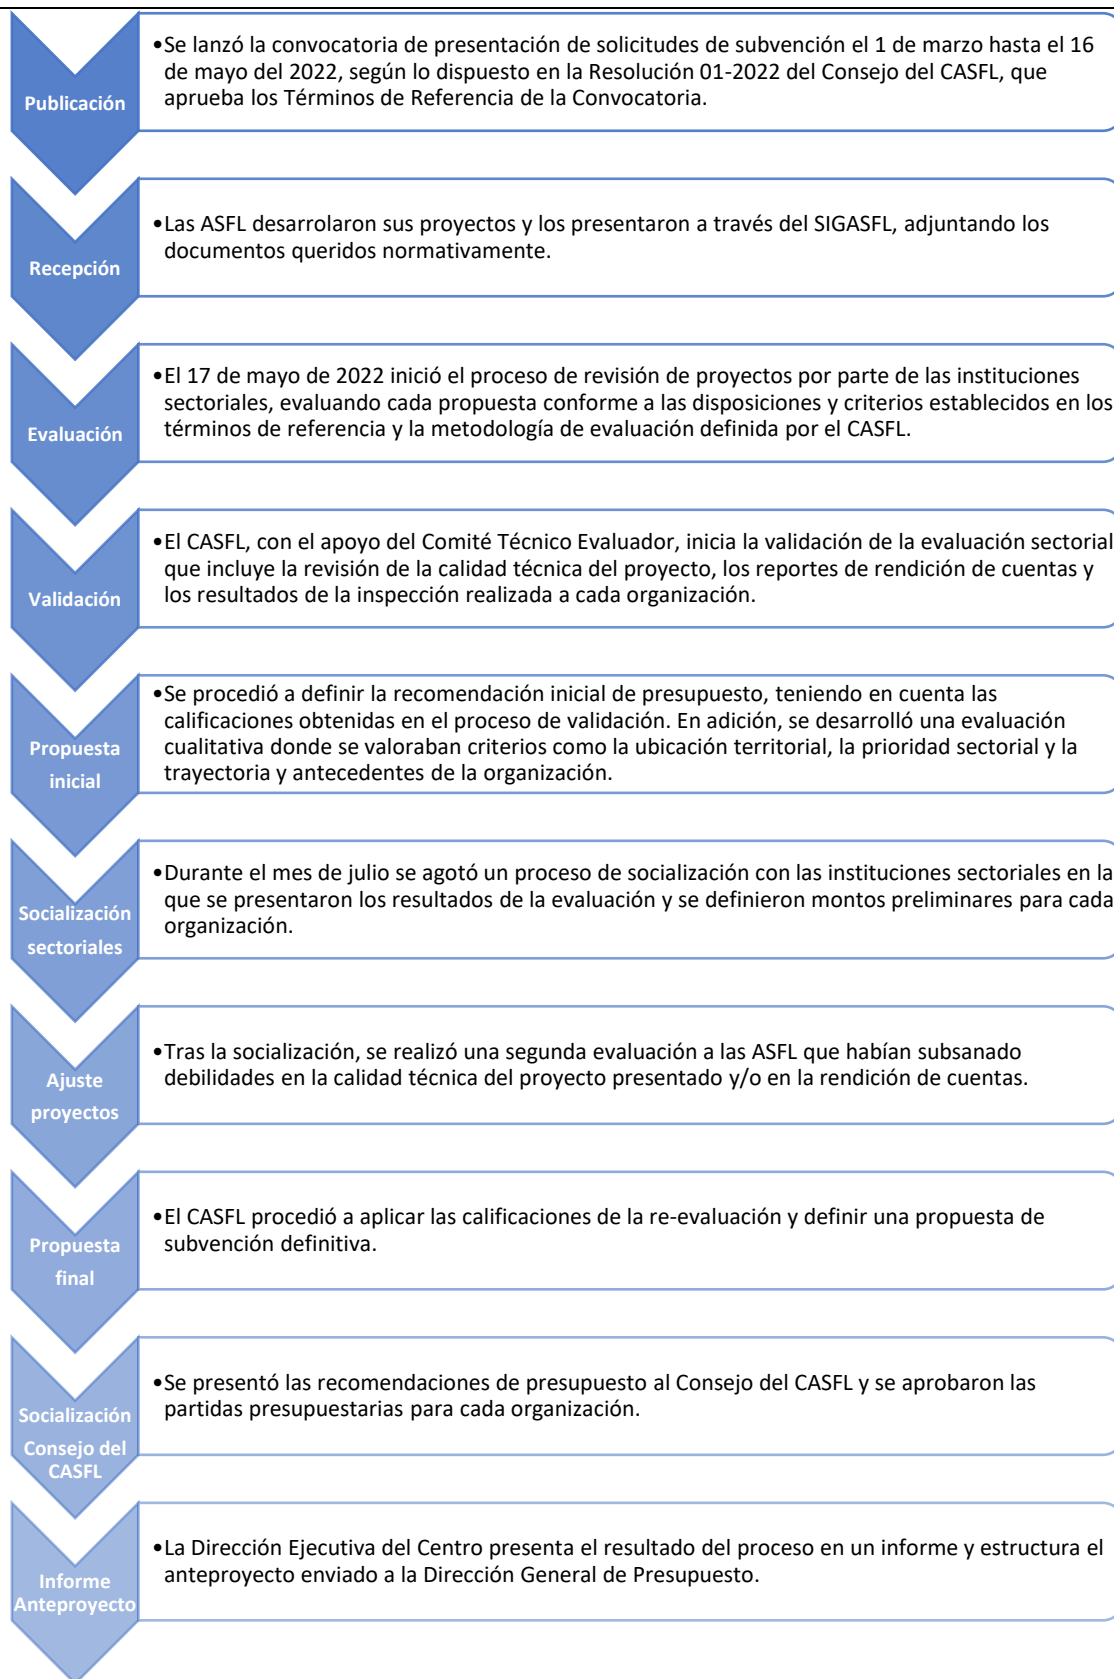 Publicación
•Se lanzó la convocatoria de presentación de solicitudes de subvención el 1 de marzo hasta el 16
de mayo del 2022, según lo dispuesto en la Resolución 01-2022 del Consejo del CASFL, que
aprueba los Términos de Referencia de la Convocatoria.
Recepción
•Las ASFL desarrolaron sus proyectos y los presentaron a través del SIGASFL, adjuntando los
documentos queridos normativamente.
Evaluación
•El 17 de mayo de 2022 inició el proceso de revisión de proyectos por parte de las instituciones
sectoriales, evaluando cada propuesta conforme a las disposiciones y criterios establecidos en los
términos de referencia y la metodología de evaluación definida por el CASFL.
Validación
•El CASFL, con el apoyo del Comité Técnico Evaluador, inicia la validación de la evaluación sectorial
que incluye la revisión de la calidad técnica del proyecto, los reportes de rendición de cuentas y
los resultados de la inspección realizada a cada organización.
Propuesta
inicial
•Se procedió a definir la recomendación inicial de presupuesto, teniendo en cuenta las
calificaciones obtenidas en el proceso de validación. En adición, se desarrolló una evaluación
cualitativa donde se valoraban criterios como la ubicación territorial, la prioridad sectorial y la
trayectoria y antecedentes de la organización.
Socialización
sectoriales
•Durante el mes de julio se agotó un proceso de socialización con las instituciones sectoriales en la
que se presentaron los resultados de la evaluación y se definieron montos preliminares para cada
organización.
Ajuste
proyectos
•Tras la socialización, se realizó una segunda evaluación a las ASFL que habían subsanado
debilidades en la calidad técnica del proyecto presentado y/o en la rendición de cuentas.
Propuesta
final
•El CASFL procedió a aplicar las calificaciones de la re-evaluación y definir una propuesta de
subvención definitiva.
Socialización
Consejo del
CASFL
•Se presentó las recomendaciones de presupuesto al Consejo del CASFL y se aprobaron las
partidas presupuestarias para cada organización.
Informe
Anteproyecto
•La Dirección Ejecutiva del Centro presenta el resultado del proceso en un informe y estructura el
anteproyecto enviado a la Dirección General de Presupuesto.